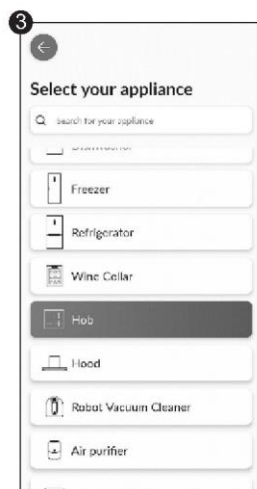 3
Select your appliance
Search for your appliance
Dishwasher
Freezer
Refrigerator
Wine Cellar
Hob
Hood
Robot Vacuum Cleaner
Air purifier